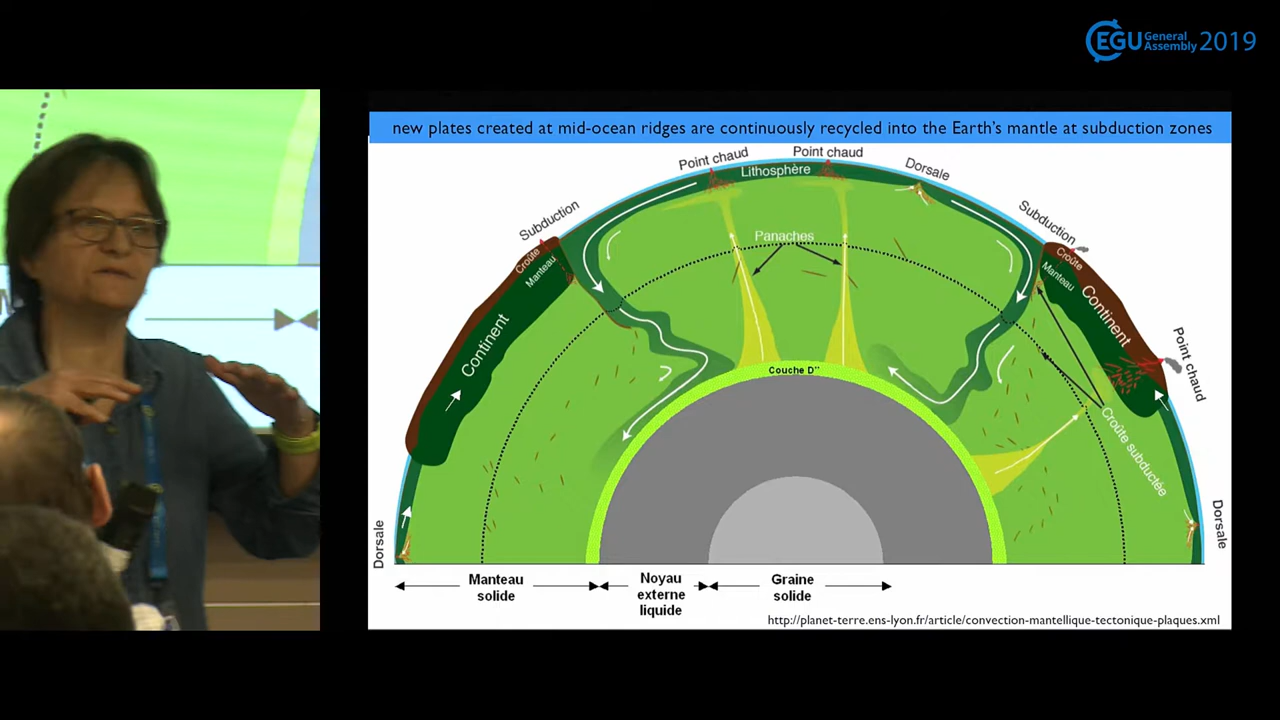 EGU General Assembly 2019
new plates created at mid-ocean ridges are continuously recycled into the Earth's mantle at subduction zones
Point chaud
Point chaud
Dorsale
Lithosphère
Subduction
Subduction
Panaches
Croûte
Manteau
Croûte
Manteau
Continent
Continent
Point chaud
Couche D"
Croûte subductée
Dorsale
Dorsale
Manteau
solide
Noyau
externe
liquide
Graine
solide
http://planet-terre.ens-lyon.fr/article/convection-mantellique-tectonique-plaques.xml